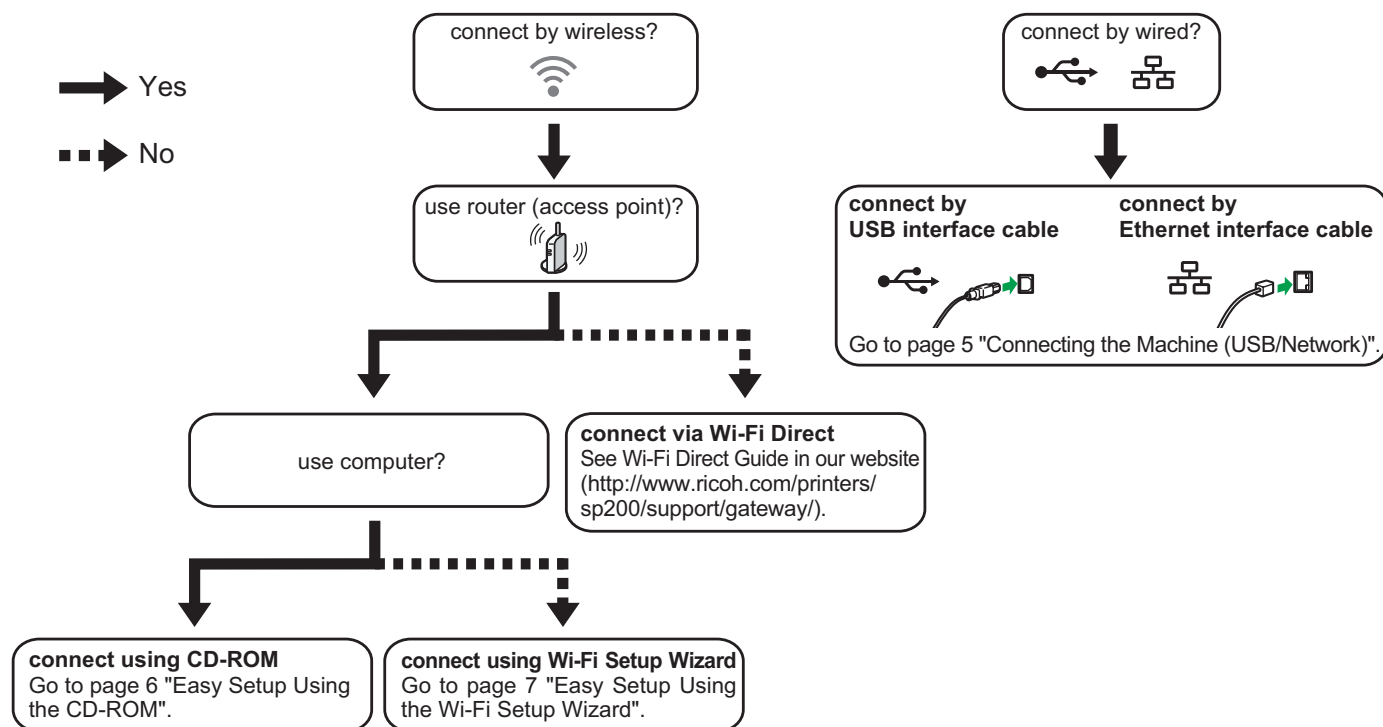 connect by wireless?
connect by wired?
Yes
No
use router (access point)?
connect by
USB interface cable
connect by
Ethernet interface cable
Go to page 5 "Connecting the Machine (USB/Network)".
use computer?
connect via Wi-Fi Direct
See Wi-Fi Direct Guide in our website
(http://www.ricoh.com/printers/
sp200/support/gateway/).
connect using CD-ROM
Go to page 6 "Easy Setup Using
the CD-ROM".
connect using Wi-Fi Setup Wizard
Go to page 7 "Easy Setup Using
the Wi-Fi Setup Wizard".